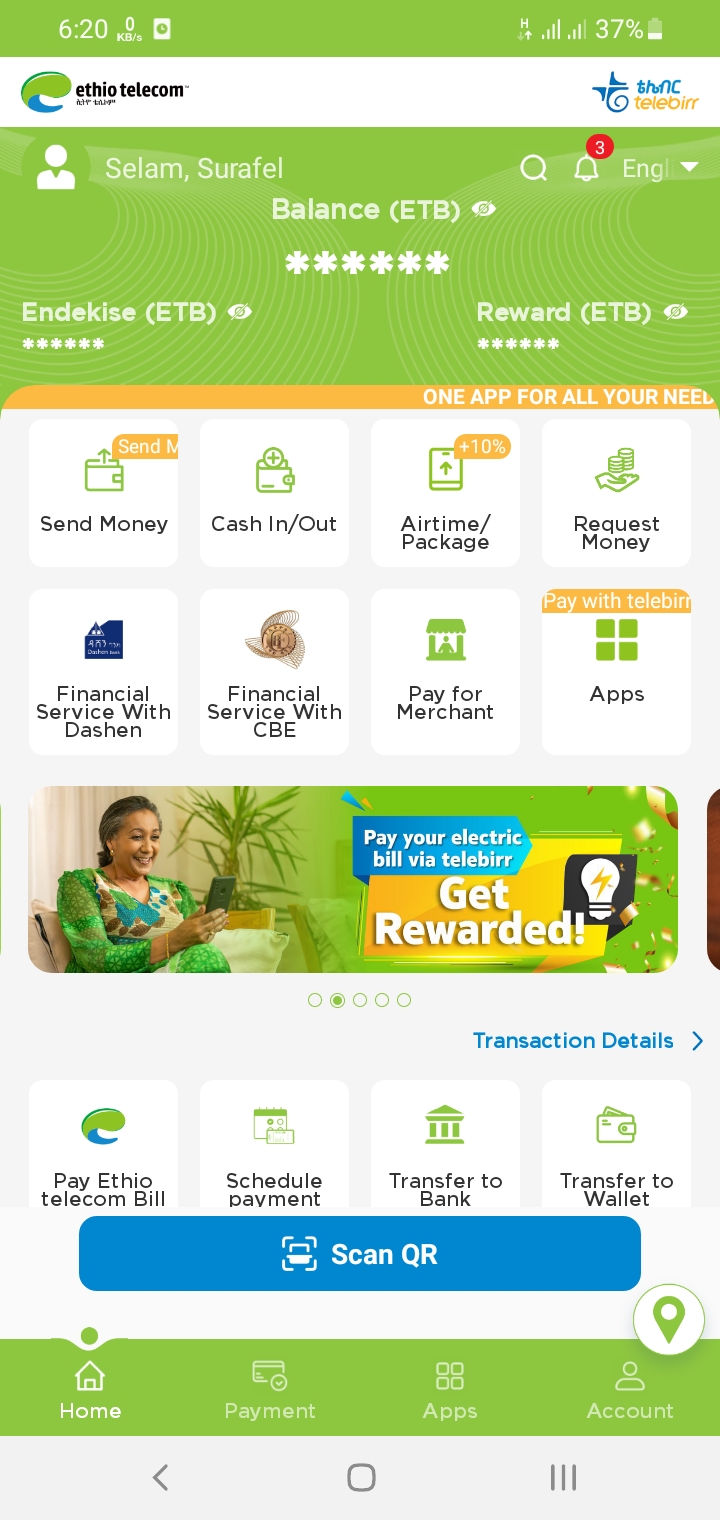 6:20
0
KB/s
H
37%
ethio telecom
ኢትዮ ቴሌኮም
ቴሌብር
telebirr
Selam, Surafel
3
Engl
Balance (ETB)
******
Endekise (ETB)
Reward (ETB)
******
******
ONE APP FOR ALL YOUR NEED
Send M
+10%
Send Money
Cash In/Out
Airtime/
Package
Request
Money
ዳሽን ባንክ
Dashen Bank
Pay with telebirr
Financial
Service With
Dashen
Financial
Service With
CBE
Pay for
Merchant
Apps
Pay your electric
bill via telebirr
Get
Rewarded!
Transaction Details
Pay Ethio
telecom Bill
Schedule
payment
Transfer to
Bank
Transfer to
Wallet
Scan QR
Home
Payment
Apps
Account